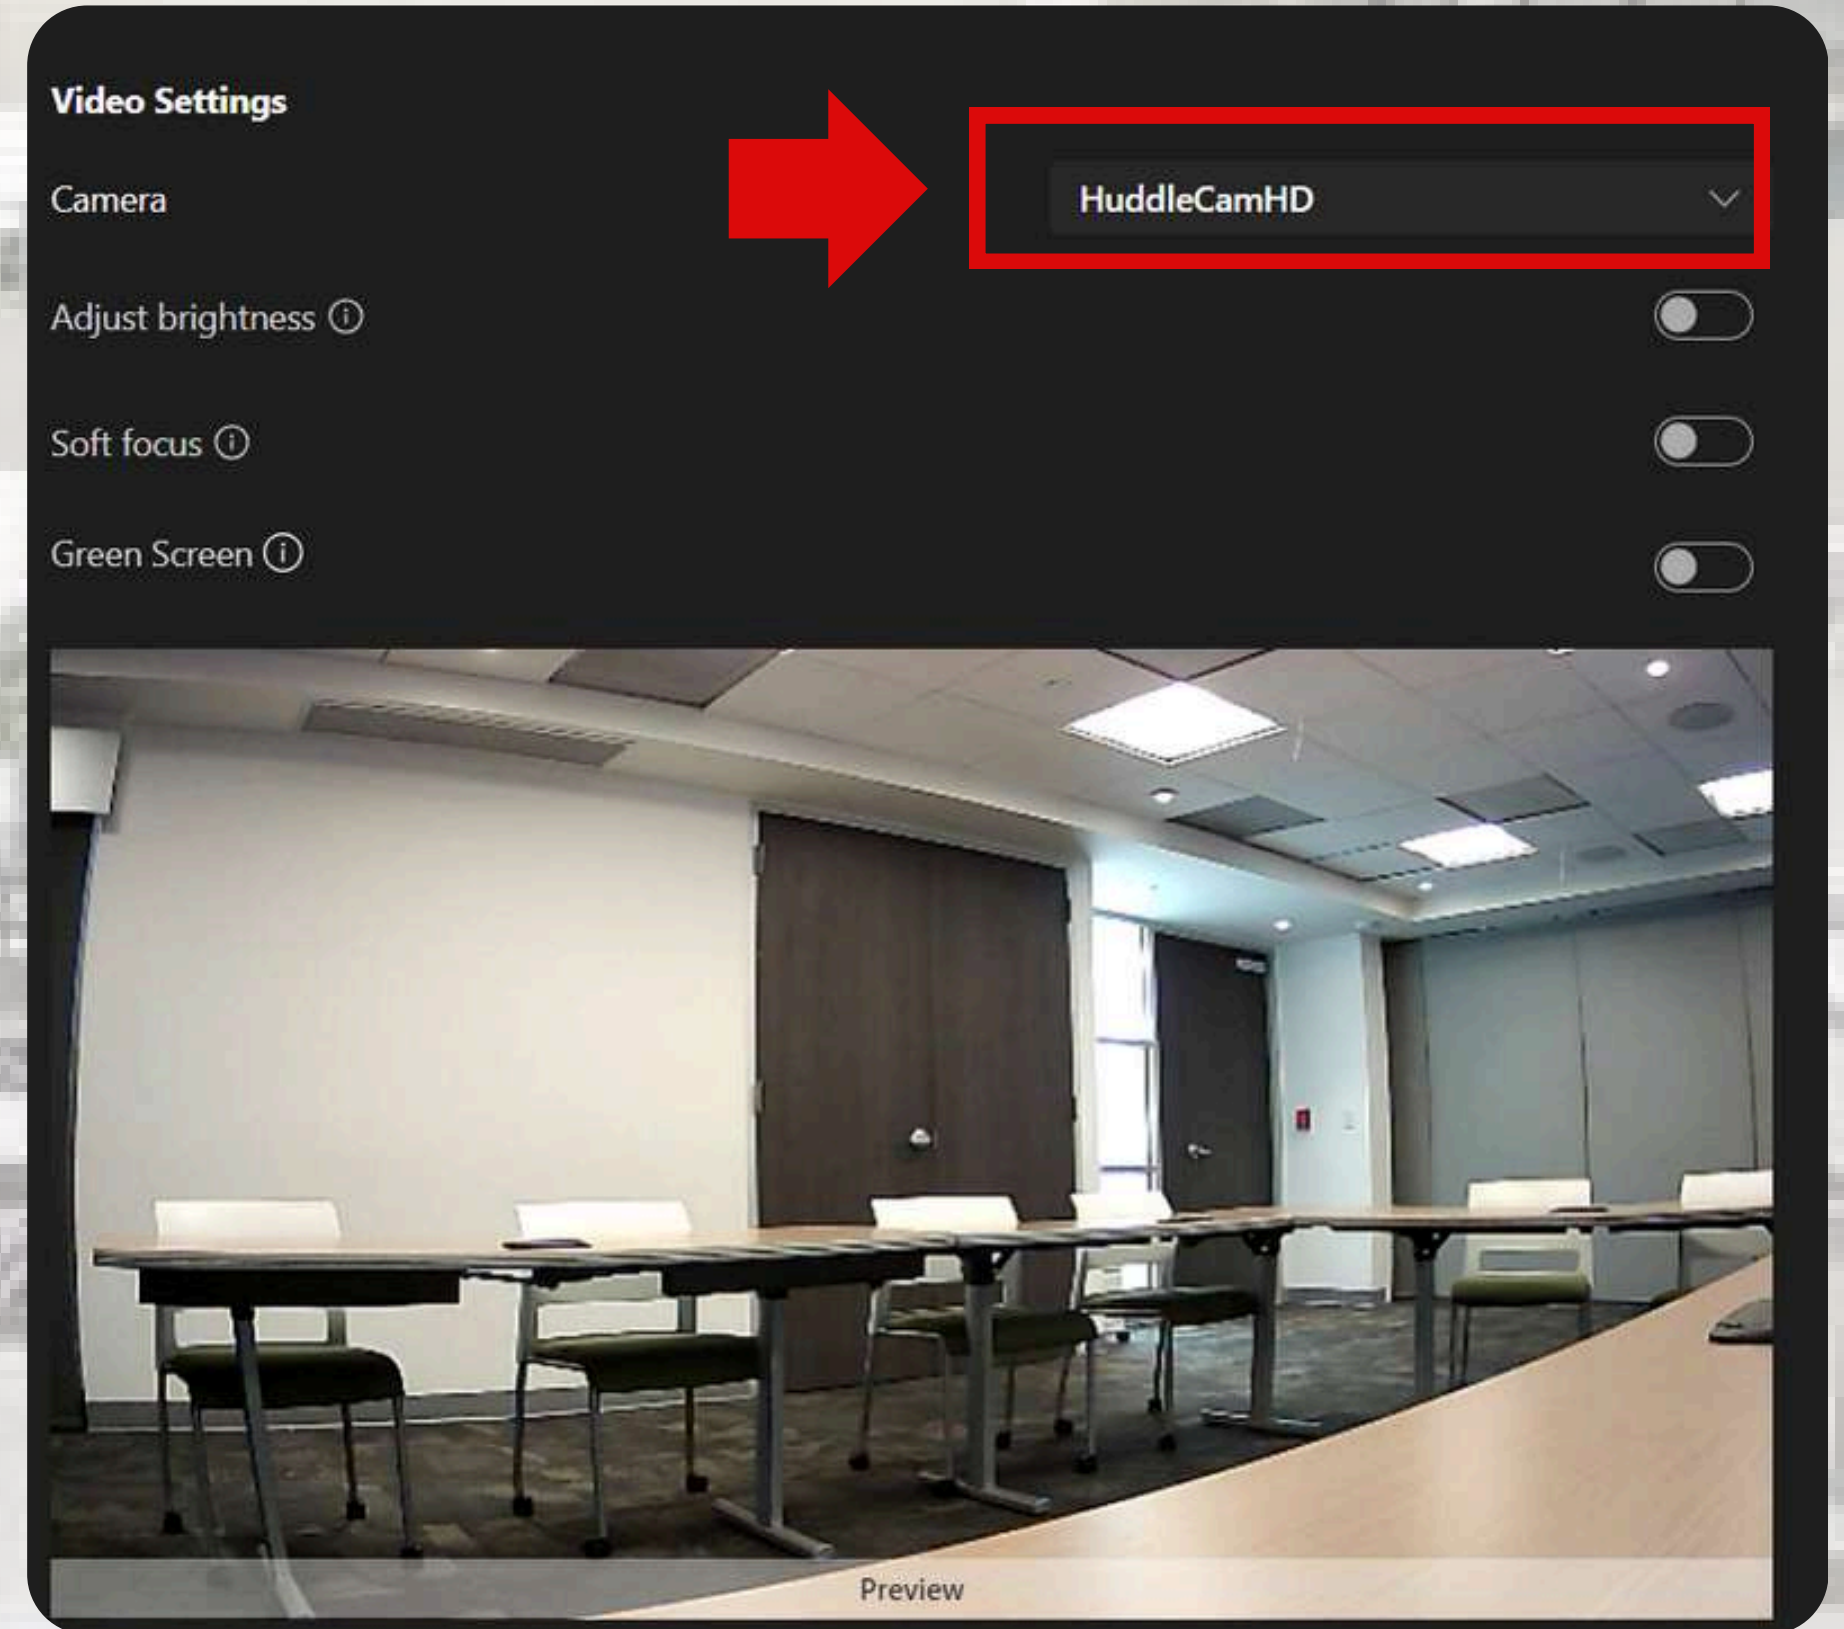 Video Settings
Camera
HuddleCamHD
Adjust brightness
Soft focus
Green Screen
Preview